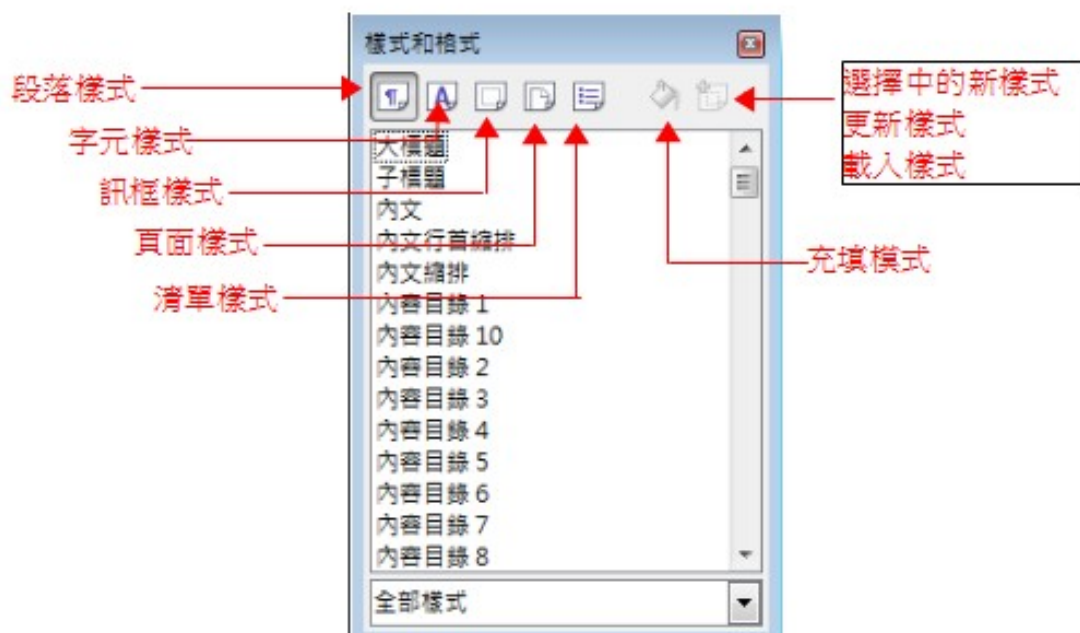 樣式和格式
段落樣式
字元樣式
訊框樣式
頁面樣式
清單樣式
選擇中的新樣式
更新樣式
載入樣式
充填模式
大標題
子標題
內文
內文行首縮排
內文縮排
內容目錄 1
內容目錄 10
內容目錄 2
內容目錄 3
內容目錄 4
內容目錄 5
內容目錄 6
內容目錄 7
內容目錄 8
全部樣式